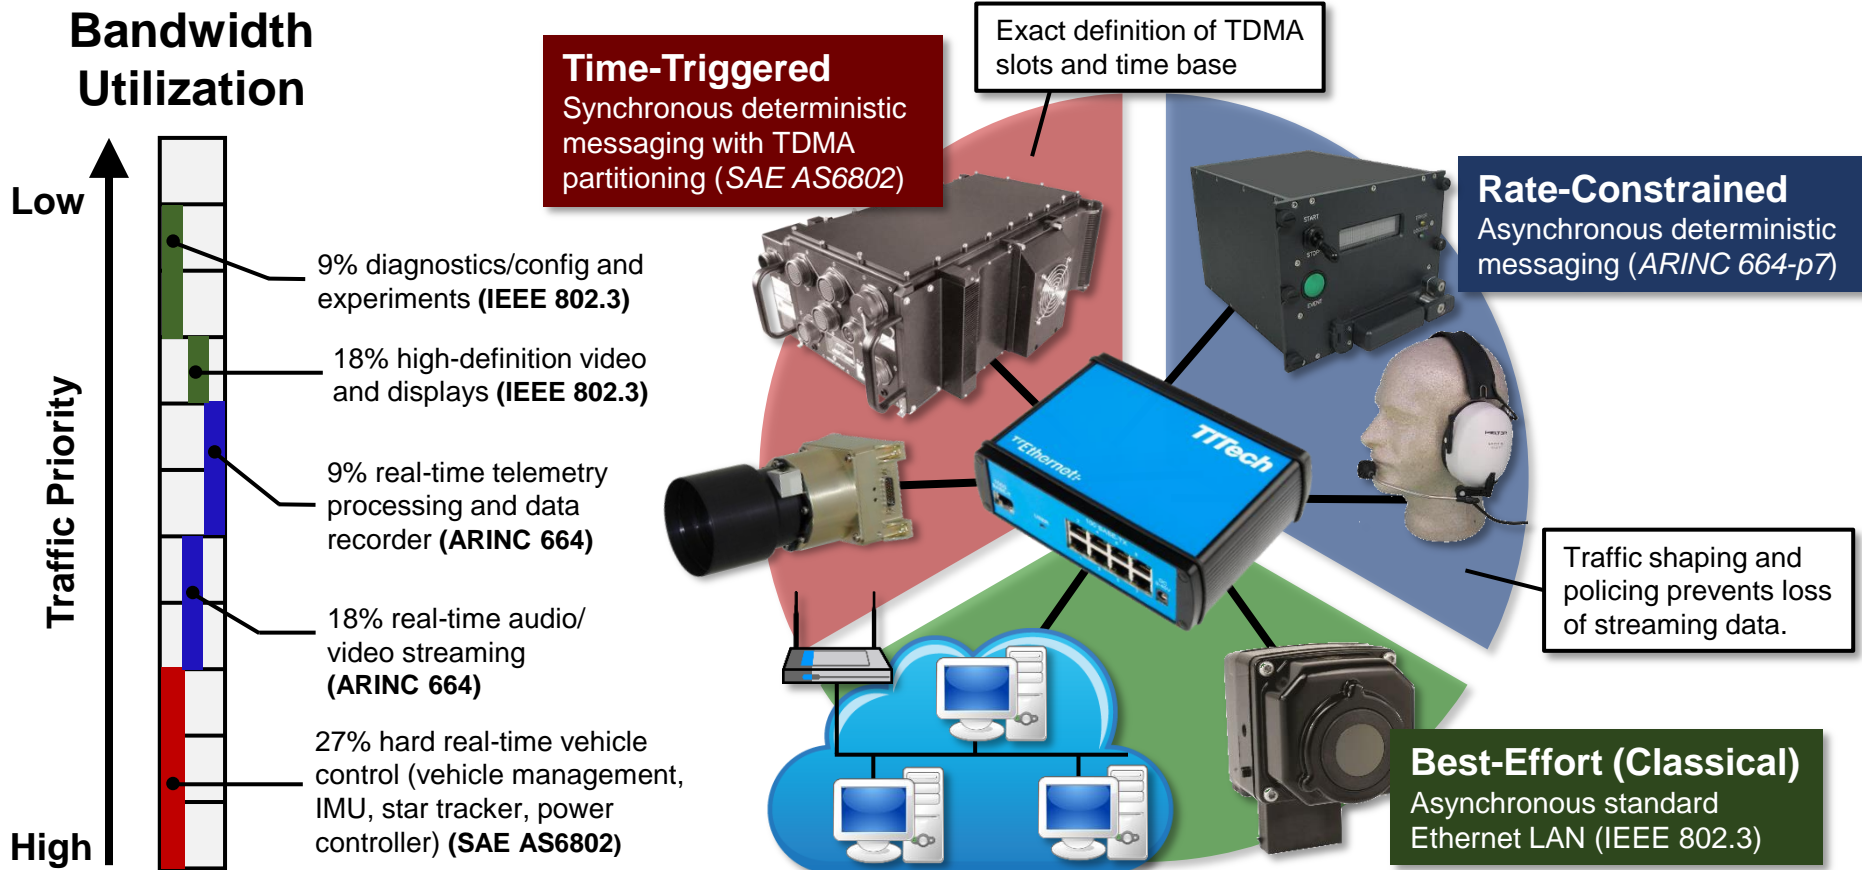 Bandwidth
Utilization
Low
Traffic Priority
High
9% diagnostics/config and
experiments (IEEE 802.3)
18% high-definition video
and displays (IEEE 802.3)
9% real-time telemetry
processing and data
recorder (ARINC 664)
18% real-time audio/
video streaming
(ARINC 664)
27% hard real-time vehicle
control (vehicle management,
IMU, star tracker, power
controller) (SAE AS6802)
Time-Triggered
Synchronous deterministic
messaging with TDMA
partitioning (SAE AS6802)
Exact definition of TDMA
slots and time base
Rate-Constrained
Asynchronous deterministic
messaging (ARINC 664-p7)
START
STOP
EVENT
PELTOR
TTTech
TTEthernet
Traffic shaping and
policing prevents loss
of streaming data.
Best-Effort (Classical)
Asynchronous standard
Ethernet LAN (IEEE 802.3)